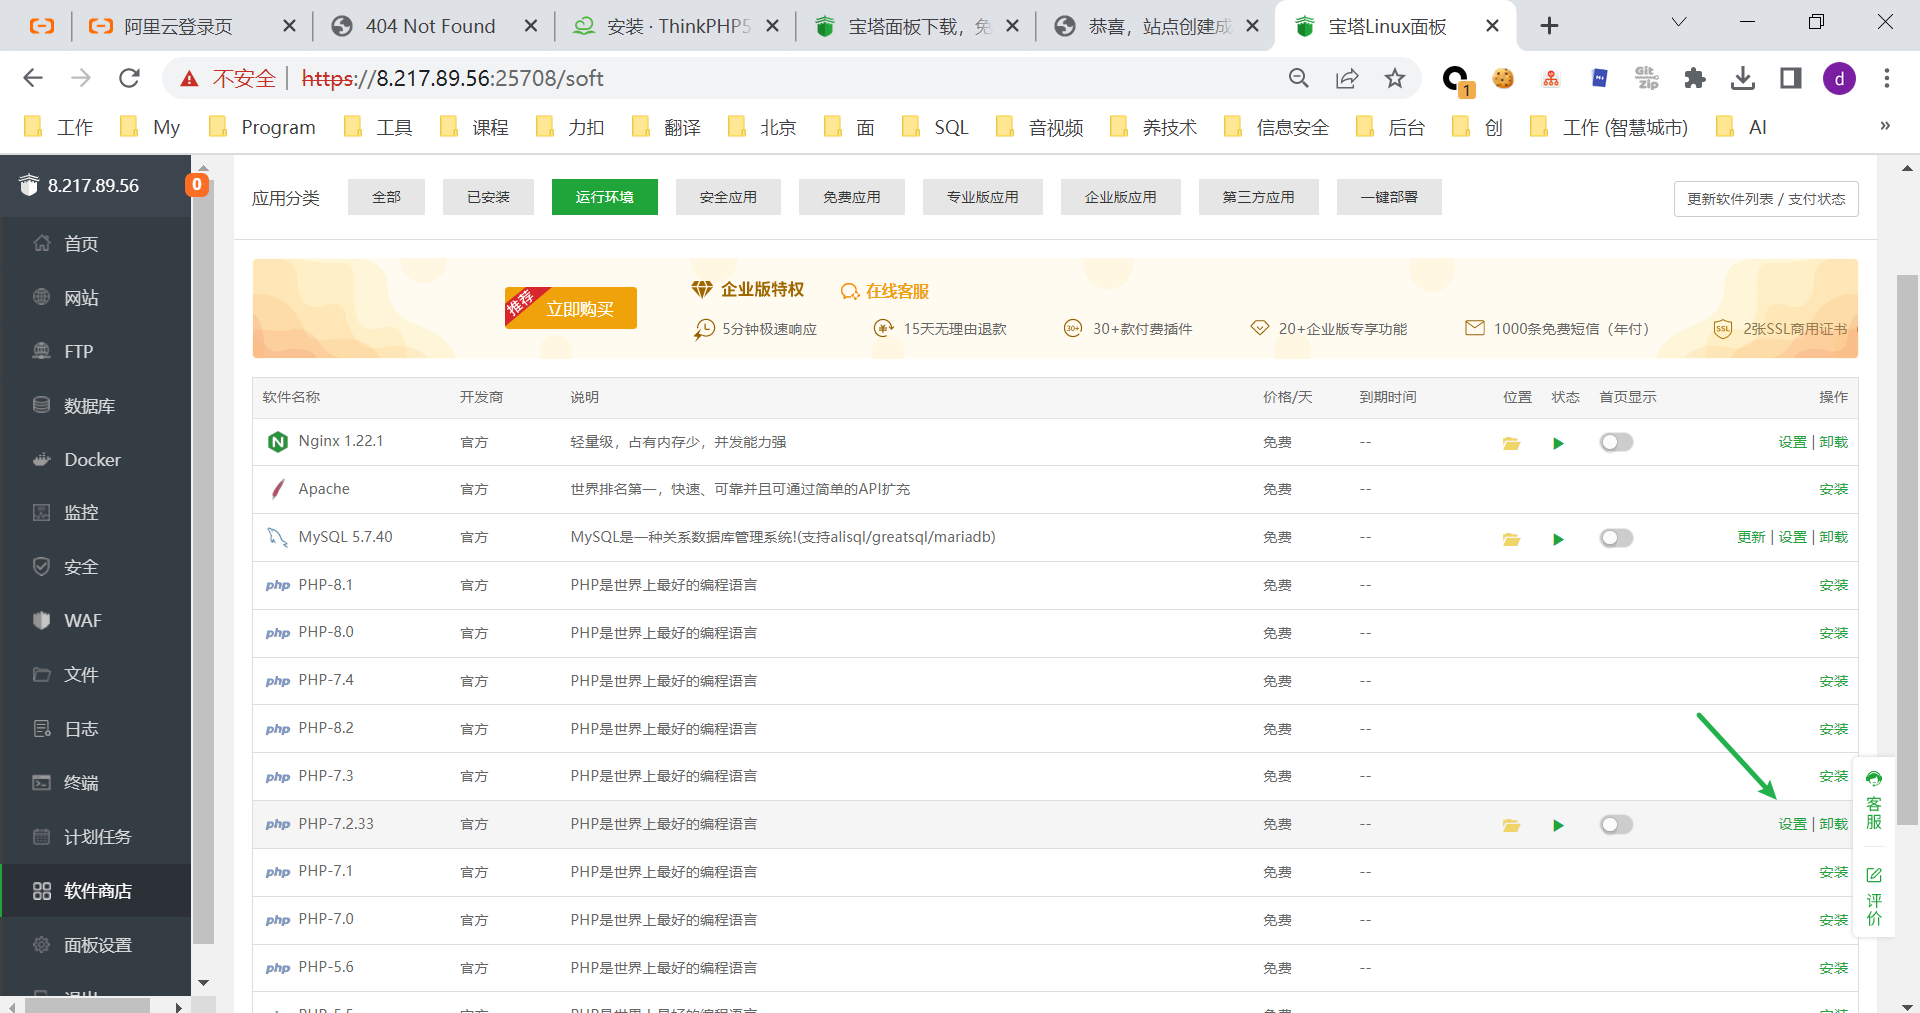 阿里云登录页
404 Not Found
安装 · ThinkPHP5
宝塔面板下载，免
恭喜，站点创建成
宝塔Linux面板
不安全
https://8.217.89.56:25708/soft
1
Git Zip
d
工作
My
Program
工具
课程
力扣
翻译
北京
面
SQL
音视频
养技术
信息安全
后台
创
工作 (智慧城市)
AI
»
8.217.89.56
0
首页
网站
FTP
数据库
Docker
监控
安全
WAF
文件
日志
终端
计划任务
软件商店
面板设置
应用分类
全部
已安装
运行环境
安全应用
免费应用
专业版应用
企业版应用
第三方应用
一键部署
更新软件列表 / 支付状态
推荐
立即购买
企业版特权
在线客服
5分钟极速响应
15天无理由退款
30+
30+款付费插件
20+企业版专享功能
1000条免费短信（年付）
SSL
2张SSL商用证书
软件名称 开发商 说明 价格/天 到期时间 位置 状态 首页显示 操作
Nginx 1.22.1 官方 轻量级，占有内存少，并发能力强 免费 -- 设置 | 卸载
Apache 官方 世界排名第一，快速、可靠并且可通过简单的API扩充 免费 -- 安装
MySQL 5.7.40 官方 MySQL是一种关系数据库管理系统!(支持alisql/greatsql/mariadb) 免费 -- 更新 | 设置 | 卸载
php PHP-8.1 官方 PHP是世界上最好的编程语言 免费 -- 安装
php PHP-8.0 官方 PHP是世界上最好的编程语言 免费 -- 安装
php PHP-7.4 官方 PHP是世界上最好的编程语言 免费 -- 安装
php PHP-8.2 官方 PHP是世界上最好的编程语言 免费 -- 安装
php PHP-7.3 官方 PHP是世界上最好的编程语言 免费 -- 安装
php PHP-7.2.33 官方 PHP是世界上最好的编程语言 免费 -- 设置 | 卸载
php PHP-7.1 官方 PHP是世界上最好的编程语言 免费 -- 安装
php PHP-7.0 官方 PHP是世界上最好的编程语言 免费 -- 安装
php PHP-5.6 官方 PHP是世界上最好的编程语言 免费 -- 安装
客服
评价